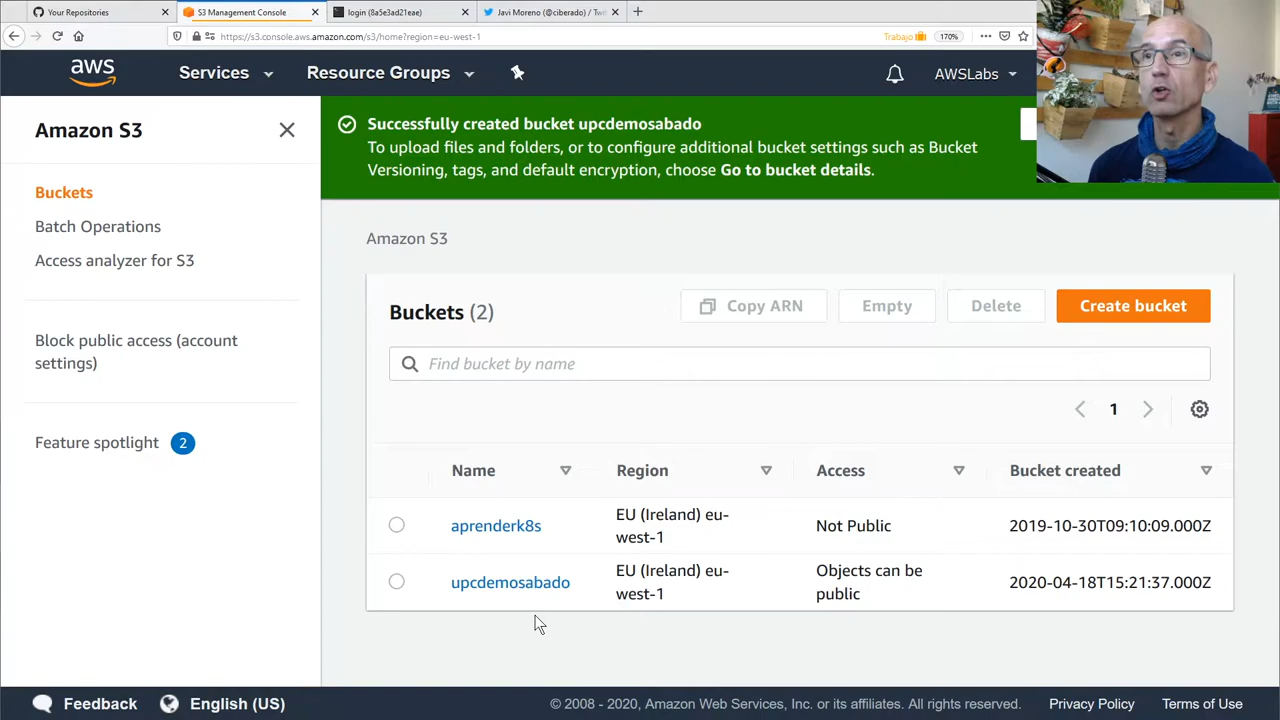 Your Repositories
S3 Management Console
login (8a5e3ad21eae)
Javi Moreno (@ciberado) / Twit
https://s3.console.aws.amazon.com/s3/home?region=eu-west-1
Trabajo
170%
aws
Services
Resource Groups
AWSLabs
Amazon S3
Buckets
Batch Operations
Access analyzer for S3
Block public access (account
settings)
Feature spotlight 2
Successfully created bucket upcdemosabado
To upload files and folders, or to configure additional bucket settings such as Bucket
Versioning, tags, and default encryption, choose Go to bucket details.
Amazon S3
Buckets (2)
Copy ARN
Empty
Delete
Create bucket
Find bucket by name
1
Name
Region
Access
Bucket created
aprenderk8s
EU (Ireland) eu-
west-1
Not Public
2019-10-30T09:10:09.000Z
upcdemosabado
EU (Ireland) eu-
west-1
Objects can be
public
2020-04-18T15:21:37.000Z
Feedback
English (US)
© 2008 - 2020, Amazon Web Services, Inc. or its affiliates. All rights reserved.
Privacy Policy
Terms of Use